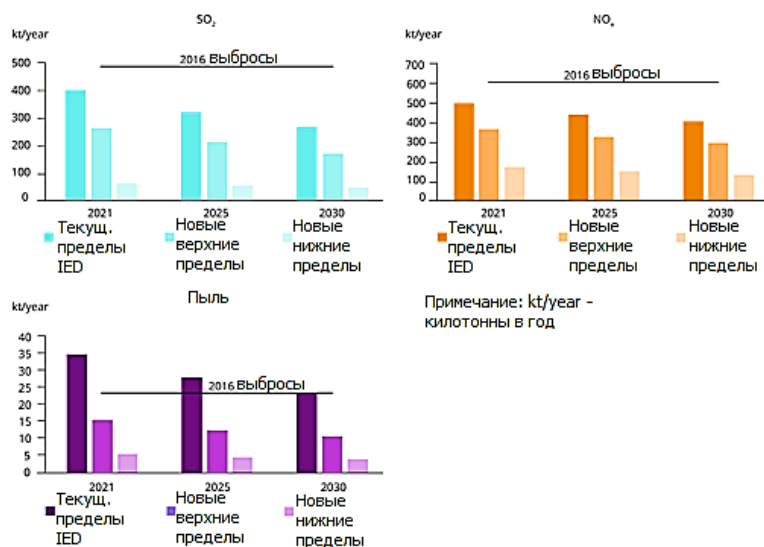 SO₂
kt/year
500
400
300
200
100
0
2016 выбросы
2021
2025
2030
Текущ.
пределы
IED
Новые
верхние
пределы
Новые
нижние
пределы
NOₓ
kt/year
700
600
500
400
300
200
100
0
2016 выбросы
2021
2025
2030
Текущ.
пределы
IED
Новые
верхние
пределы
Новые
нижние
пределы
Пыль
kt/year
40
35
30
25
20
15
10
5
0
2016 выбросы
2021
2025
2030
Текущ.
пределы
IED
Новые
верхние
пределы
Новые
нижние
пределы
Примечание: kt/year -
килотонны в год